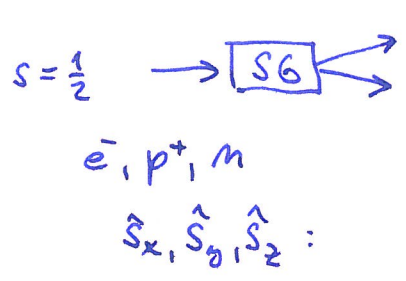 s = 1/2 → SG
e⁻, p⁺, n
Ŝx, Ŝy, Ŝz :